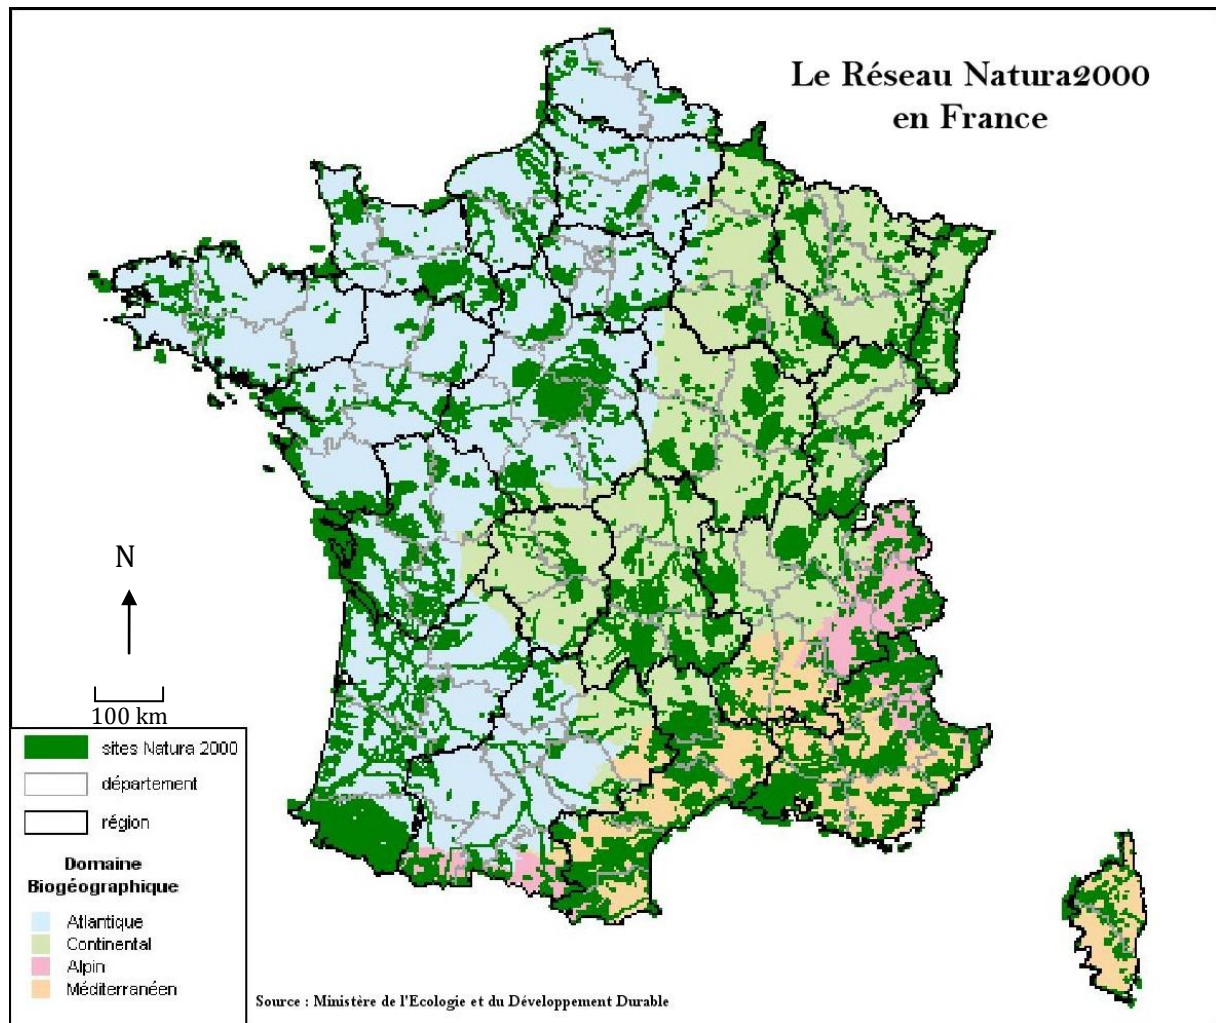 Le Réseau Natura2000
en France
N
100 km
sites Natura 2000
département
région
Domaine
Biogéographique
Atlantique
Continental
Alpin
Méditerranéen
Source : Ministère de l'Ecologie et du Développement Durable